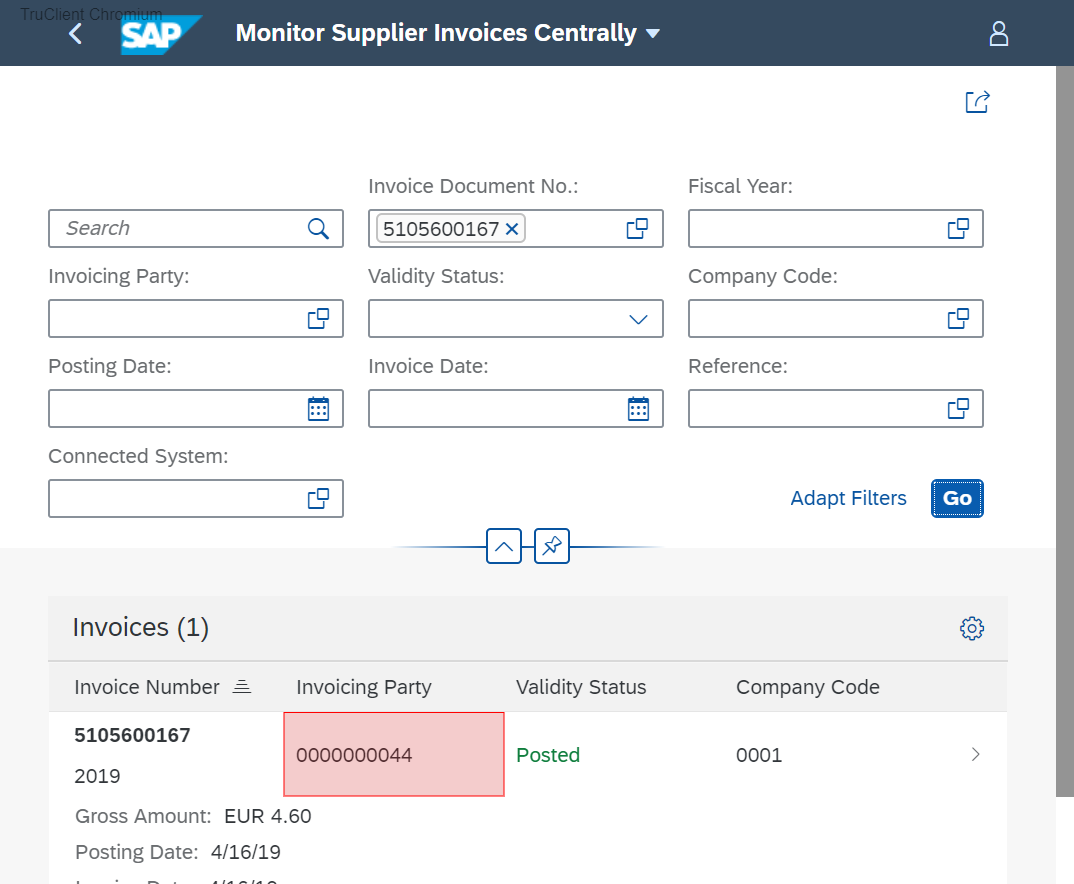 TruClient Chromium
SAP
Monitor Supplier Invoices Centrally
Invoice Document No.:
Fiscal Year:
Search
5105600167
Invoicing Party:
Validity Status:
Company Code:
Posting Date:
Invoice Date:
Reference:
Connected System:
Adapt Filters
Go
Invoices (1)
Invoice Number
Invoicing Party
Validity Status
Company Code
5105600167
2019
0000000044
Posted
0001
Gross Amount: EUR 4.60
Posting Date: 4/16/19